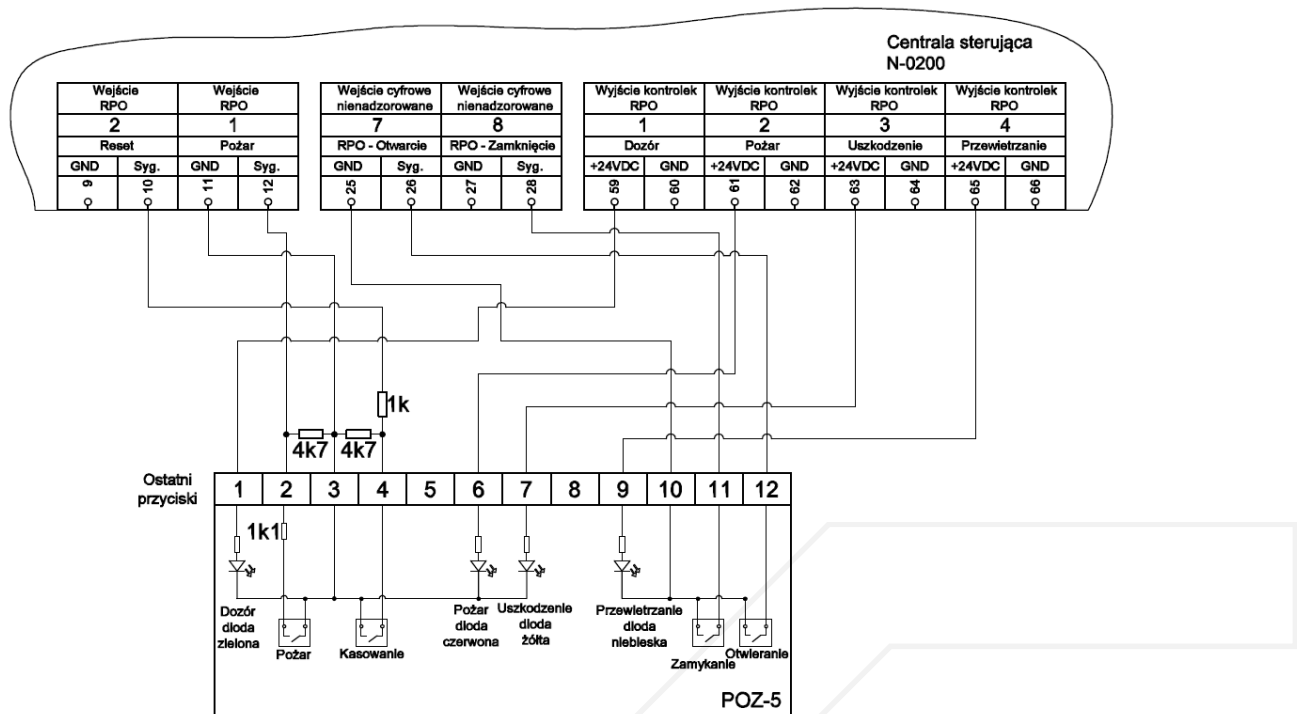 Centrala sterująca
N-0200
Wejście RPO Wejście RPO
2 1
Reset Pożar
GND Syg. GND Syg.
9 10 11 12
Wejście cyfrowe nienadzorowane Wejście cyfrowe nienadzorowane
7 8
RPO - Otwarcie RPO - Zamknięcie
GND Syg. GND Syg.
25 26 27 28
Wyjście kontrolek RPO Wyjście kontrolek RPO Wyjście kontrolek RPO Wyjście kontrolek RPO
1 2 3 4
Dozór Pożar Uszkodzenie Przewietrzanie
+24VDC GND +24VDC GND +24VDC GND +24VDC GND
59 60 61 62 63 64 65 66
1k
4k7 4k7
Ostatni
przyciski
1 2 3 4 5 6 7 8 9 10 11 12
1k1
Dozór
dioda
zielona
Pożar
Kasowanie
Pożar
dioda
czerwona
Uszkodzenie
dioda
żółta
Przewietrzanie
dioda
niebieska
Zamykanie
Otwieranie
POZ-5